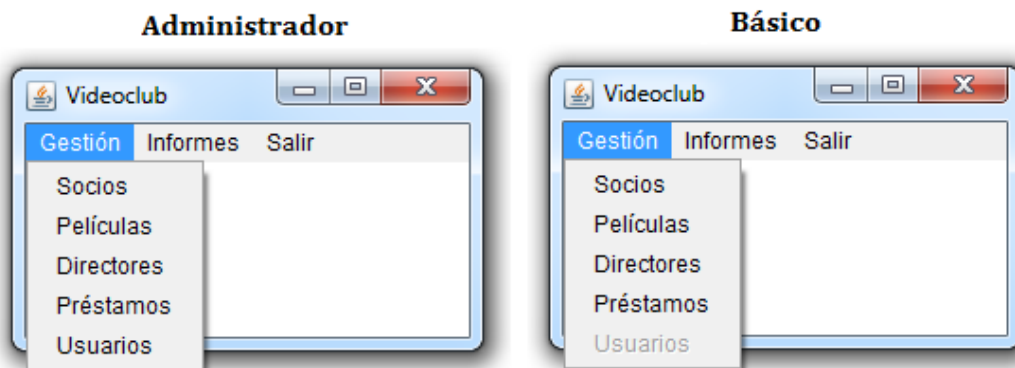 Administrador
Videoclub
Gestión Informes Salir
Socios
Películas
Directores
Préstamos
Usuarios
Básico
Videoclub
Gestión Informes Salir
Socios
Películas
Directores
Préstamos
Usuarios